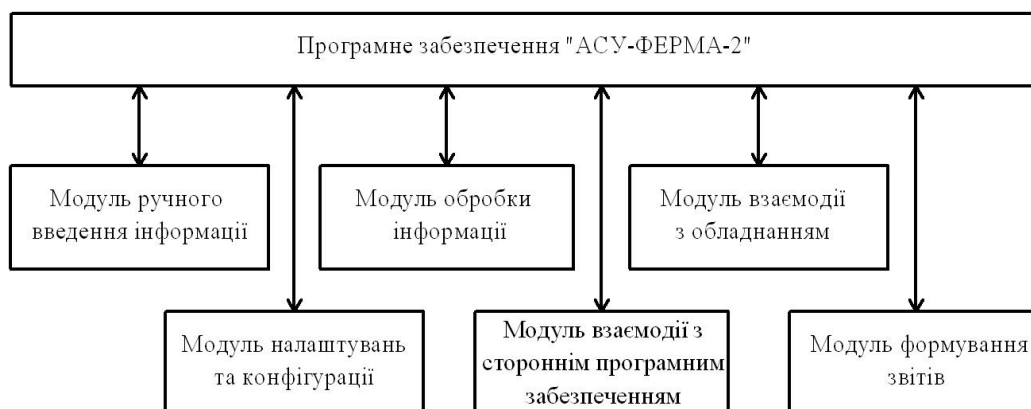 Програмне забезпечення "АСУ-ФЕРМА-2"
Модуль ручного
введення інформації
Модуль обробки
інформації
Модуль взаємодії
з обладнанням
Модуль налаштувань
та конфігурації
Модуль взаємодії з
стороннім програмним
забезпеченням
Модуль формування
звітів